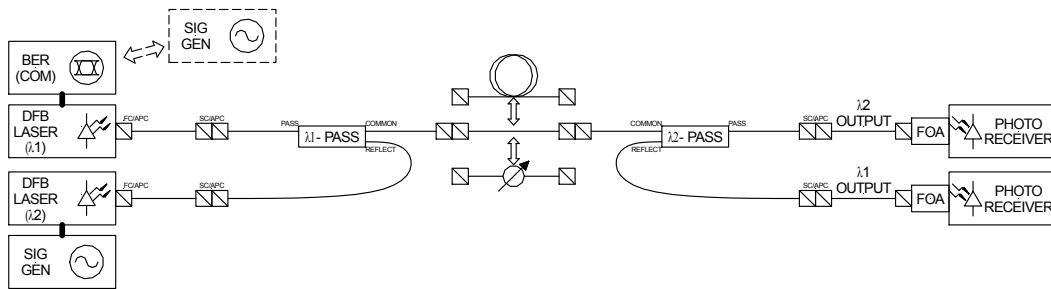 SIG
GEN
BER
(COM)
DFB
LASER
(λ1)
FC/APC
SC/APC
PASS
λ1- PASS
COMMON
REFLECT
COMMON
REFLECT
λ2- PASS
PASS
SC/APC
λ2
OUTPUT
FOA
PHOTO
RECEIVER
DFB
LASER
(λ2)
FC/APC
SC/APC
SC/APC
λ1
OUTPUT
FOA
PHOTO
RECEIVER
SIG
GEN